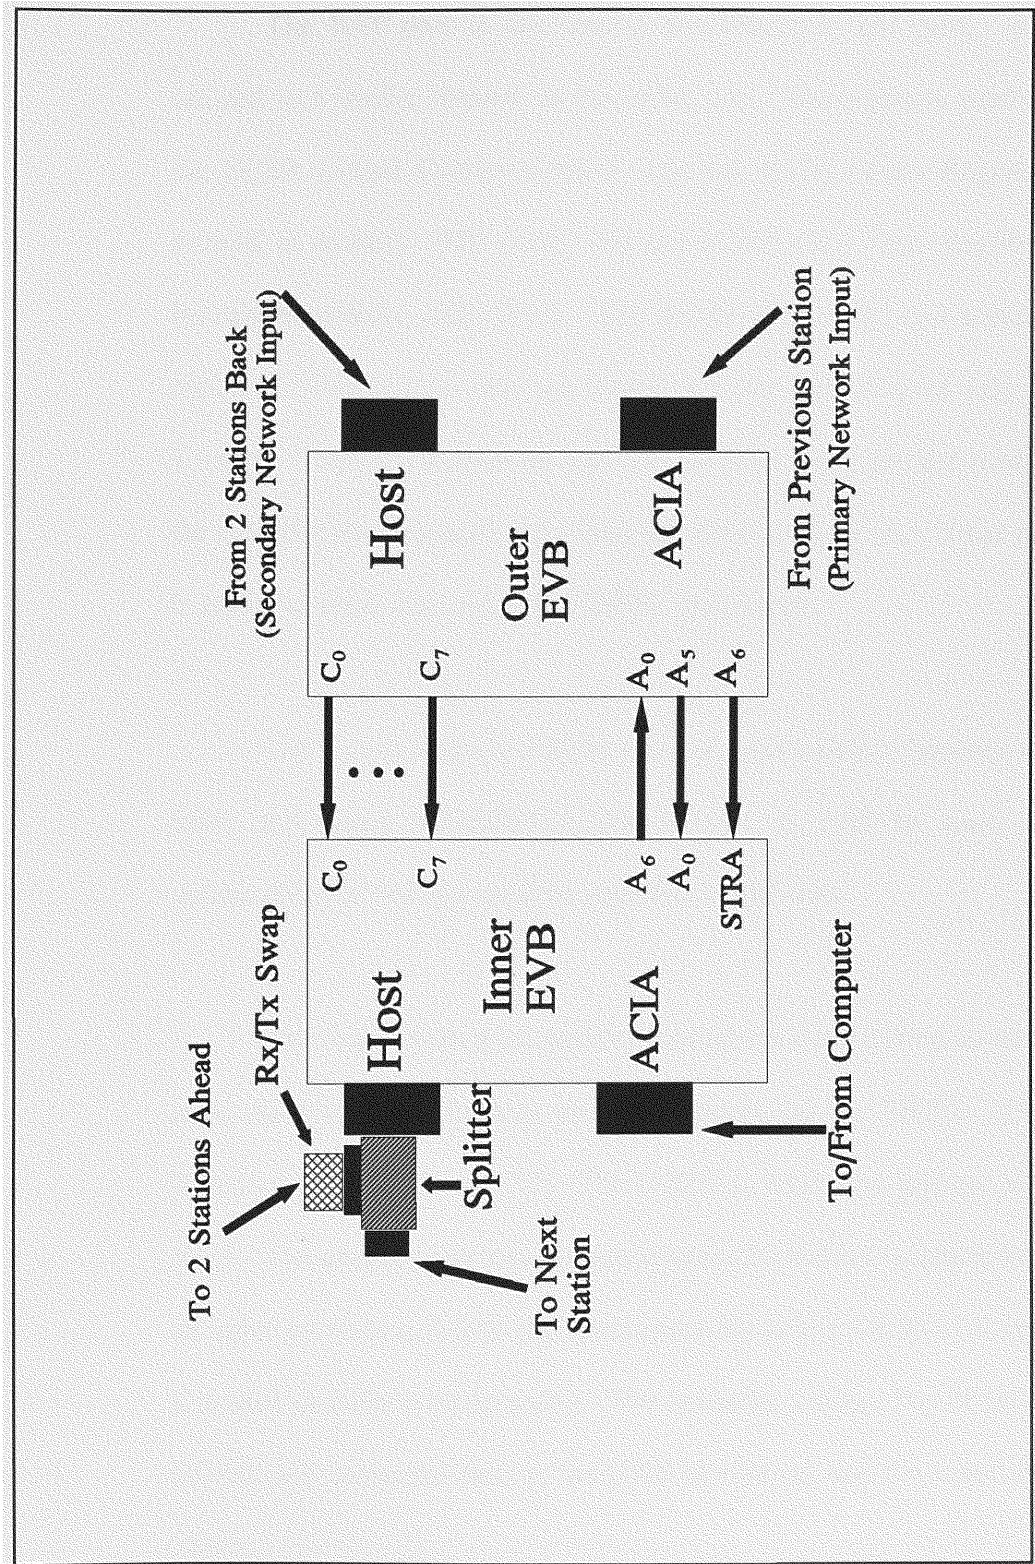 To 2 Stations Ahead
Rx/Tx Swap
From 2 Stations Back
(Secondary Network Input)
Host
C0
C0
Host
C7
C7
Splitter
Inner
EVB
Outer
EVB
To Next
Station
ACIA
A6
A0
STRA
A0
A5
A6
ACIA
To/From Computer
From Previous Station
(Primary Network Input)